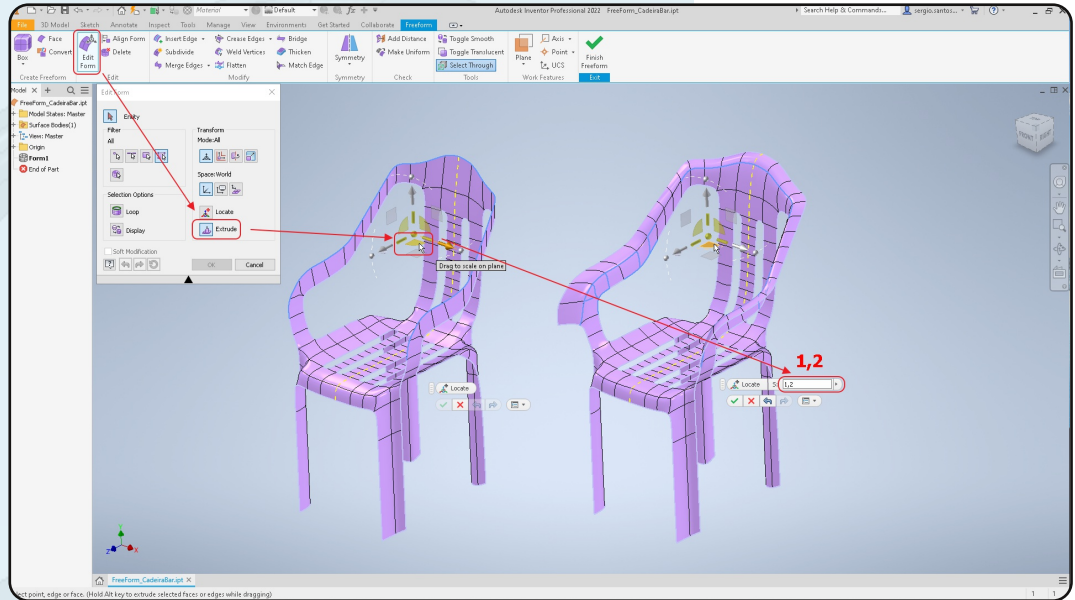 Material
Default
Autodesk Inventor Professional 2022 FreeForm_CadeiraBar.ipt
Search Help & Commands...
sergio.santos...
File 3D Model Sketch Annotate Inspect Tools Manage View Environments Get Started Collaborate Freeform
Face
Convert
Box
Edit
Form
Align Form
Delete
Insert Edge
Subdivide
Merge Edges
Crease Edges
Weld Vertices
Flatten
Bridge
Thicken
Match Edge
Symmetry
Add Distance
Make Uniform
Toggle Smooth
Toggle Translucent
Select Through
Plane
Axis
Point
UCS
Finish
Freeform
Create Freeform Edit Modify Symmetry Check Tools Work Features Exit
Model
FreeForm_CadeiraBar.ipt
Model States: Master
Surface Bodies(1)
View: Master
Origin
Form1
End of Part
Edit Form
Entity
Filter
All
Transform
Mode:All
Space:World
Selection Options
Loop
Display
Locate
Extrude
Soft Modification
OK Cancel
Drag to scale on plane
FRONT
Locate
1,2
Locate
1,2
Y
Z X
FreeForm_CadeiraBar.ipt
ect point, edge or face. (Hold Alt key to extrude selected faces or edges while dragging)
1 1